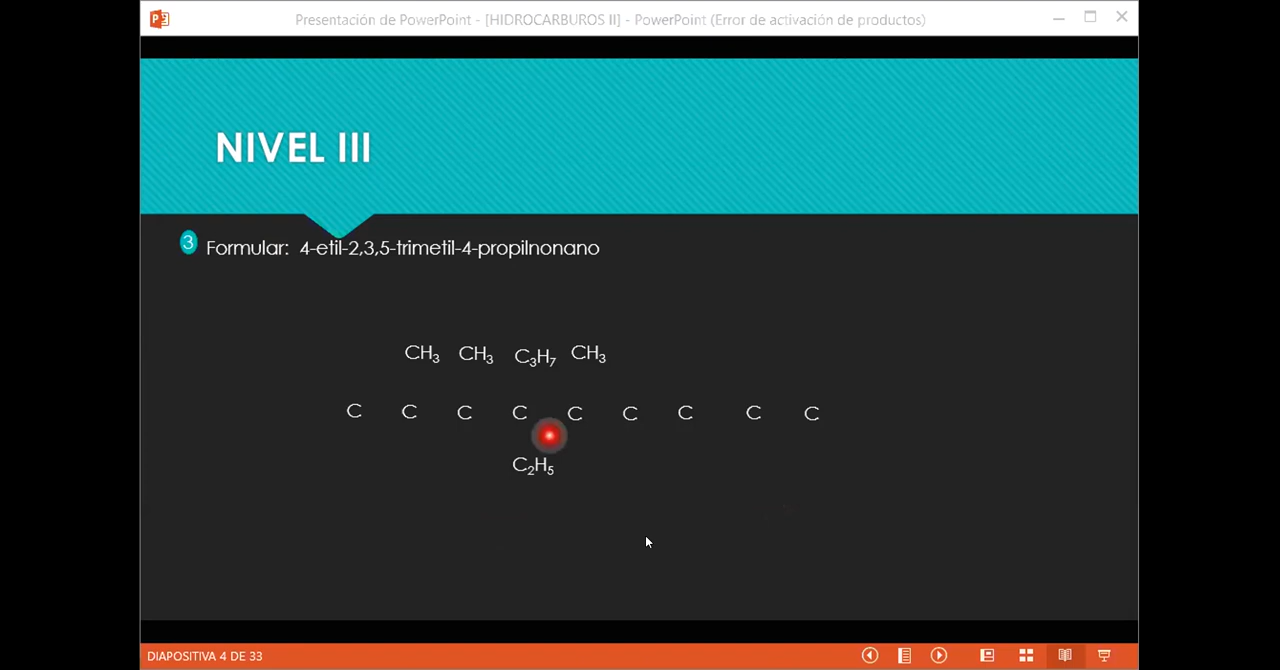 Presentación de PowerPoint - [HIDROCARBUROS II] - PowerPoint (Error de activación de productos)
NIVEL III
3 Formular: 4-etil-2,3,5-trimetil-4-propilnonano
CH₃ CH₃ C₃H₇ CH₃
C C C C C C C C C
C₂H₅
DIAPOSITIVA 4 DE 33